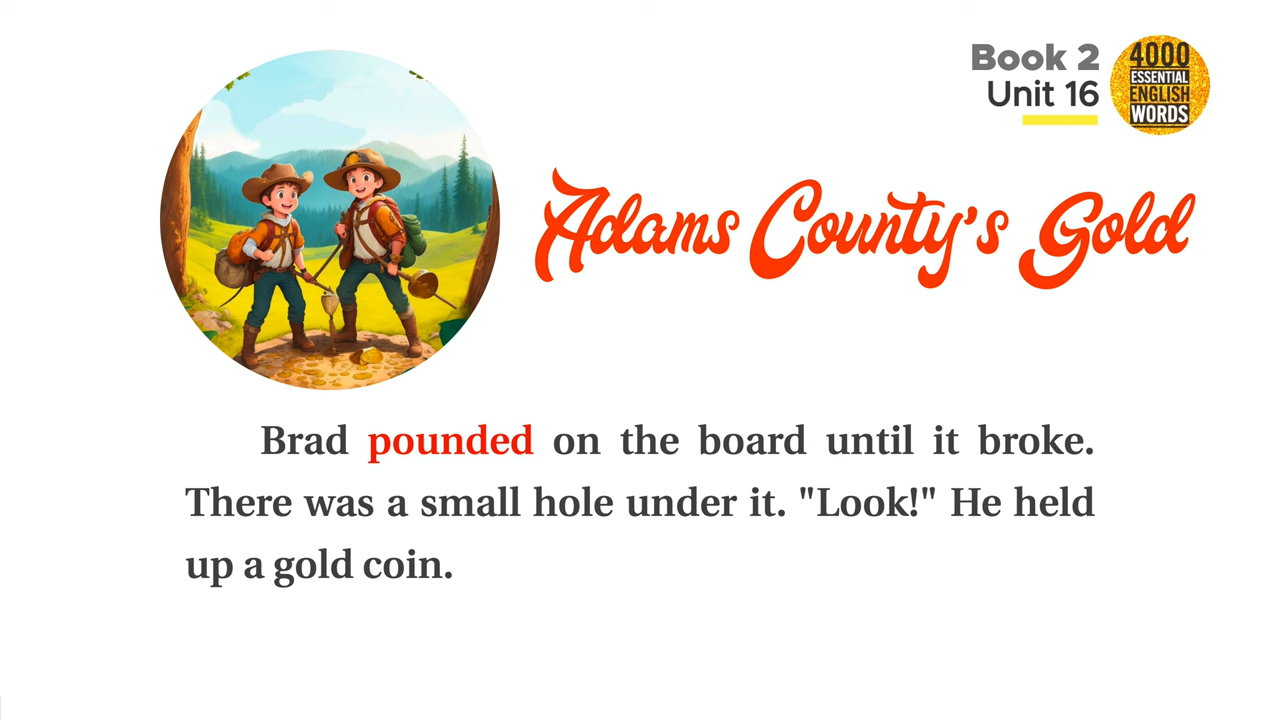 Book 2
Unit 16
4000
ESSENTIAL
ENGLISH
WORDS
Adams County's Gold
Brad pounded on the board until it broke.
There was a small hole under it. "Look!" He held
up a gold coin.